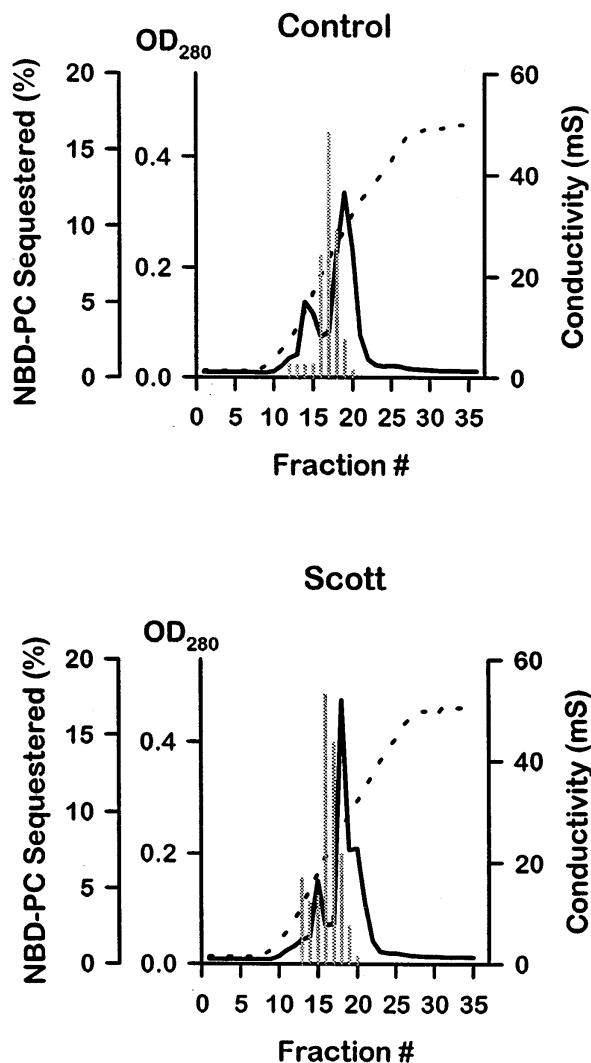 Control
OD280
NBD-PC Sequestered (%)
20
15
10
5
0
0.4
0.2
0.0
60
40
20
0
Conductivity (mS)
0 5 10 15 20 25 30 35
Fraction #
Scott
OD280
NBD-PC Sequestered (%)
20
15
10
5
0
0.4
0.2
0.0
60
40
20
0
Conductivity (mS)
0 5 10 15 20 25 30 35
Fraction #